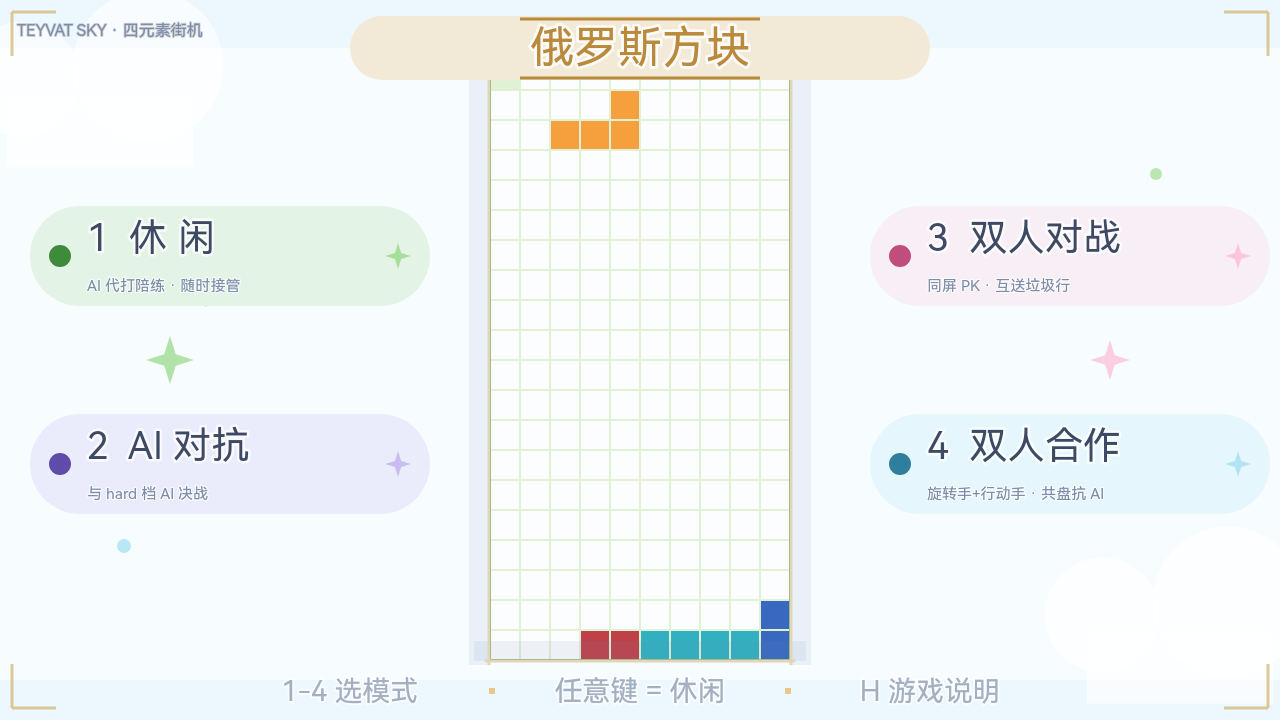 TEYVAT SKY · 四元素街机
俄罗斯方块
1 休 闲
AI 代打陪练 · 随时接管
2 AI 对抗
与 hard 档 AI 决战
3 双人对战
同屏 PK · 互送垃圾行
4 双人合作
旋转手+行动手 · 共盘抗 AI
1-4 选模式 · 任意键 = 休闲 · H 游戏说明